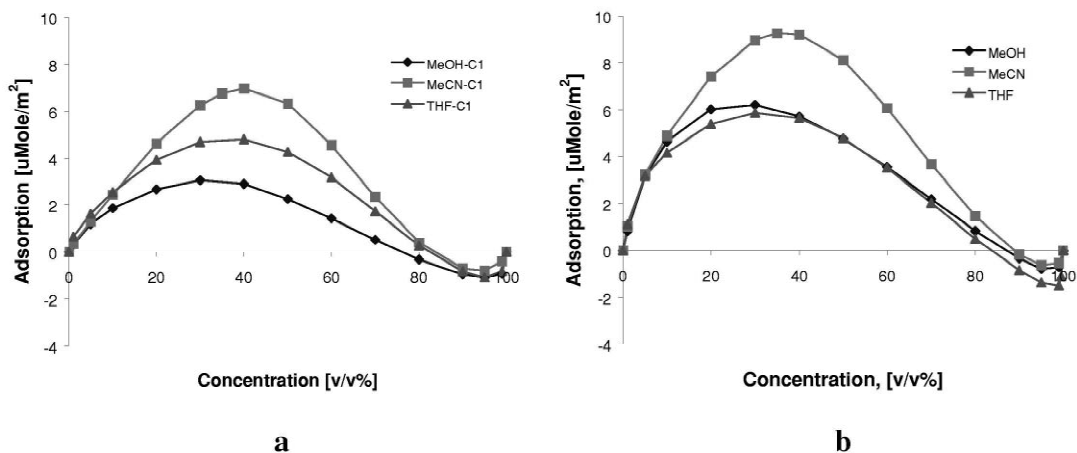 10
8
6
4
2
0
-2
-4
0 20 40 60 80 100
Adsorption [uMole/m²]
Concentration [v/v%]
MeOH-C1
MeCN-C1
THF-C1
a
10
8
6
4
2
0
-2
-4
0 20 40 60 80 100
Adsorption, [uMole/m²]
Concentration, [v/v%]
MeOH
MeCN
THF
b